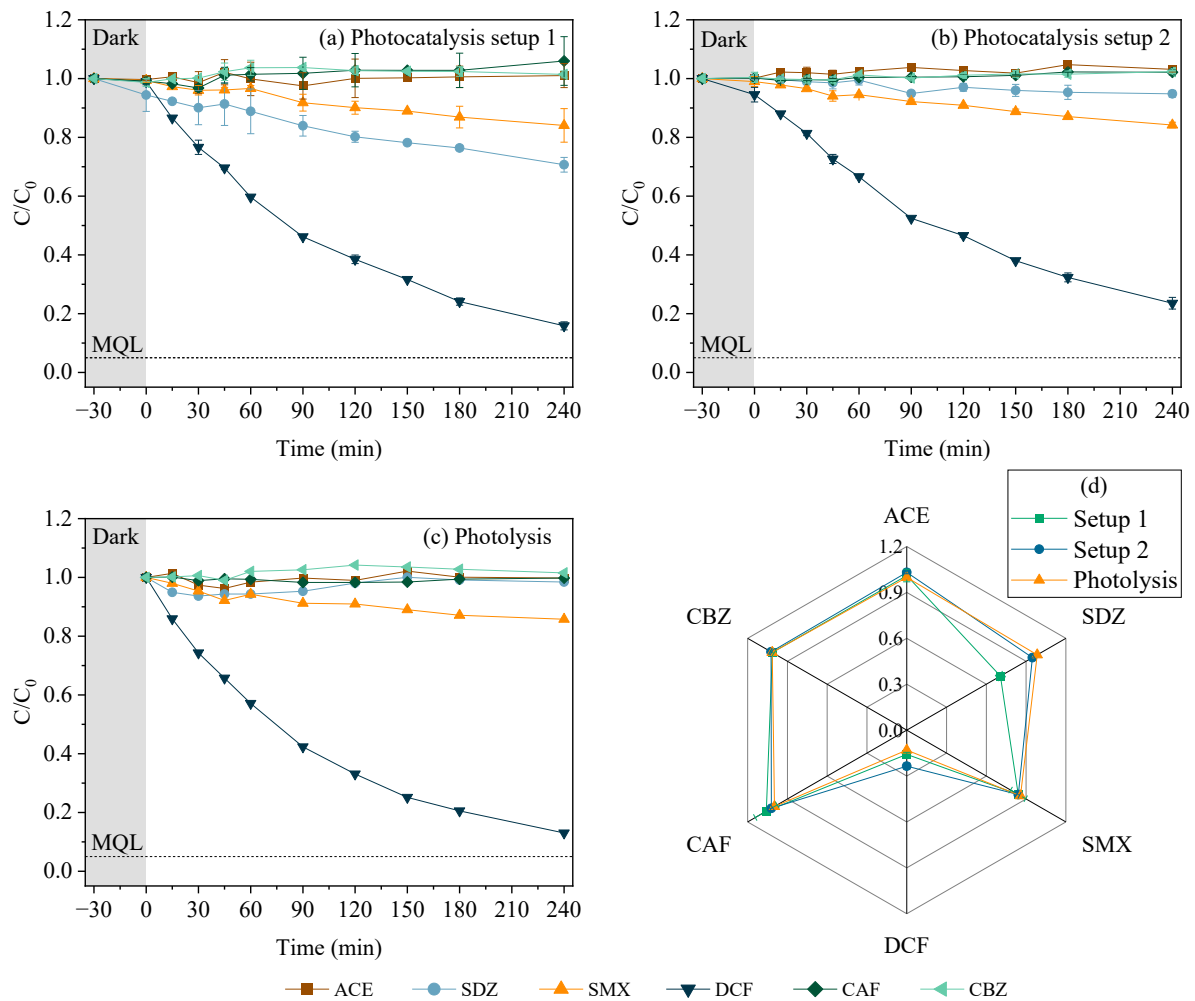 (a) Photocatalysis setup 1
Dark
MQL
C/C₀
1.2
1.0
0.8
0.6
0.4
0.2
0.0
−30 0 30 60 90 120 150 180 210 240
Time (min)
(b) Photocatalysis setup 2
Dark
MQL
C/C₀
1.2
1.0
0.8
0.6
0.4
0.2
0.0
−30 0 30 60 90 120 150 180 210 240
Time (min)
(c) Photolysis
Dark
MQL
C/C₀
1.2
1.0
0.8
0.6
0.4
0.2
0.0
−30 0 30 60 90 120 150 180 210 240
Time (min)
(d)
Setup 1
Setup 2
Photolysis
ACE
SDZ
SMX
DCF
CAF
CBZ
1.2
0.9
0.6
0.3
0.0
ACE SDZ SMX DCF CAF CBZ